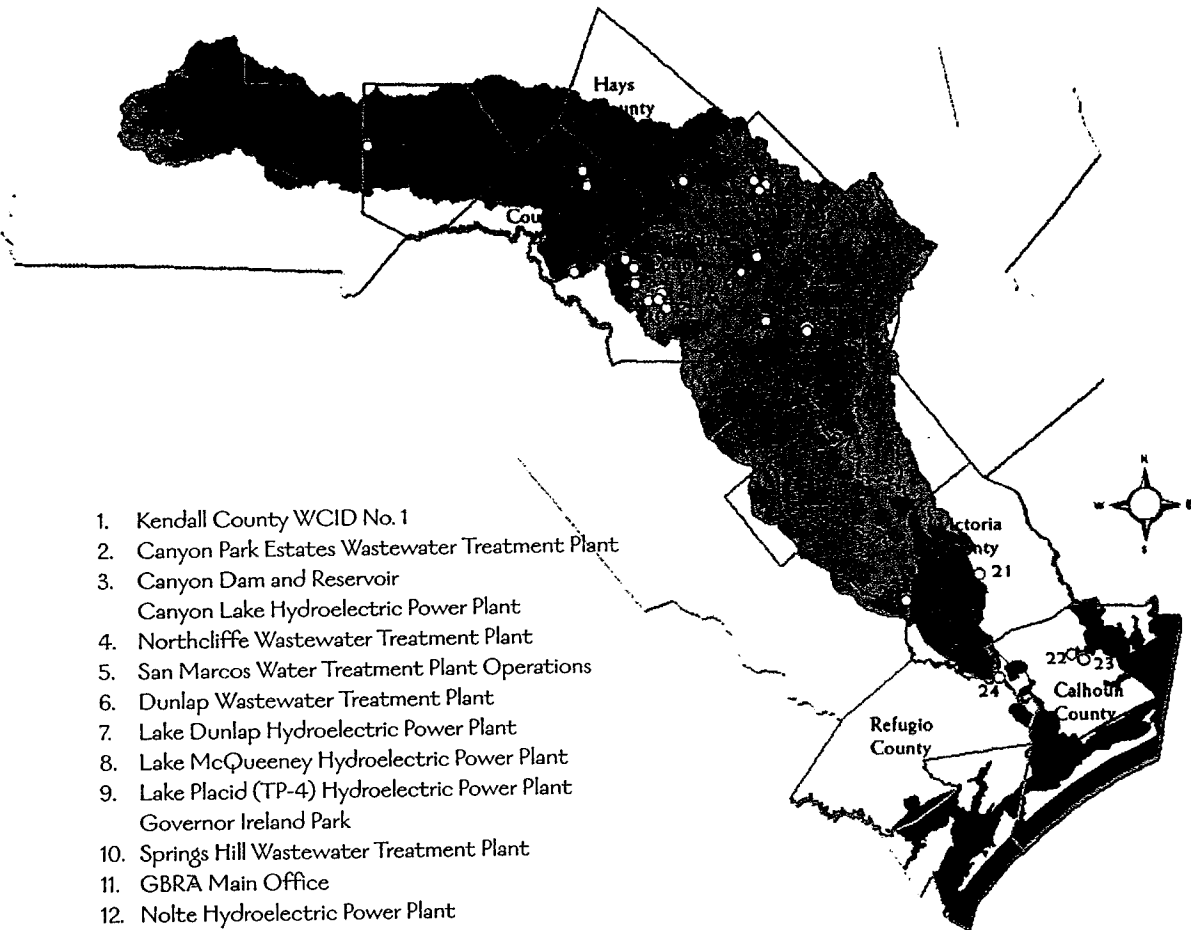 Hays
County
Victoria
County
21
22
23
24
Calhoun
County
Refugio
County
N
W
S
1. Kendall County WCID No. 1
2. Canyon Park Estates Wastewater Treatment Plant
3. Canyon Dam and Reservoir
Canyon Lake Hydroelectric Power Plant
4. Northcliffe Wastewater Treatment Plant
5. San Marcos Water Treatment Plant Operations
6. Dunlap Wastewater Treatment Plant
7. Lake Dunlap Hydroelectric Power Plant
8. Lake McQueeney Hydroelectric Power Plant
9. Lake Placid (TP-4) Hydroelectric Power Plant
Governor Ireland Park
10. Springs Hill Wastewater Treatment Plant
11. GBRA Main Office
12. Nolte Hydroelectric Power Plant